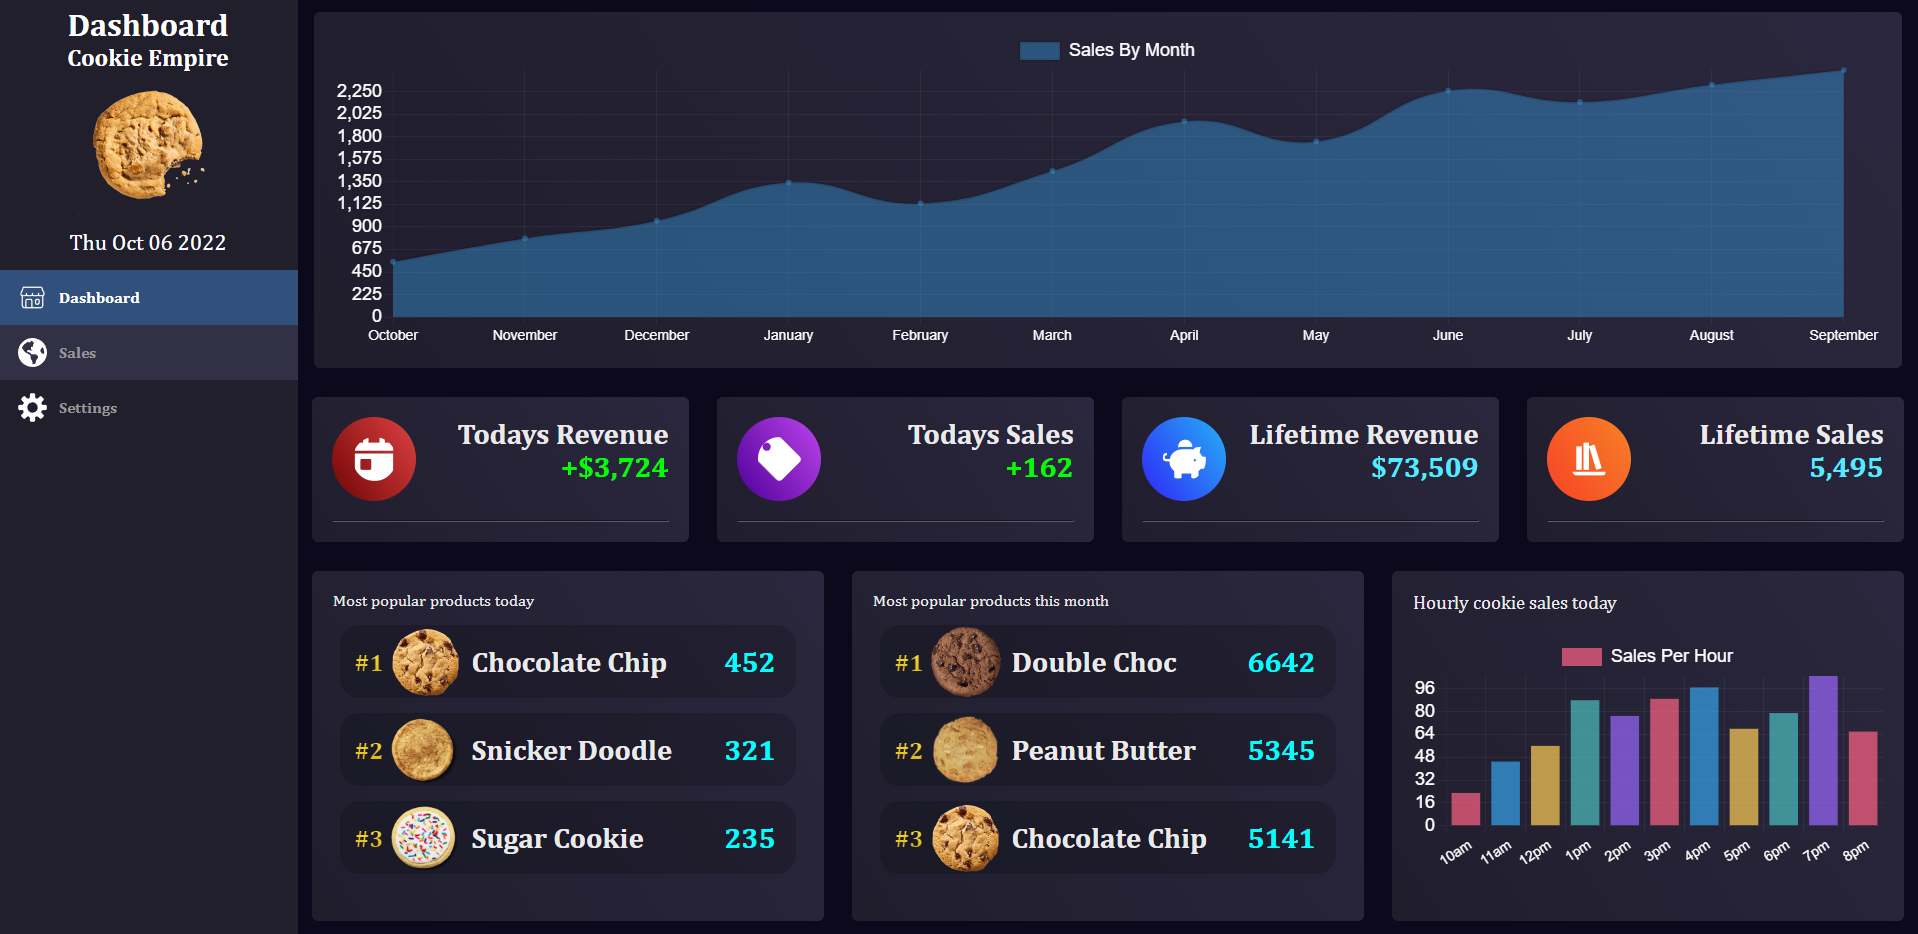 Dashboard
Cookie Empire
Thu Oct 06 2022
Dashboard
Sales
Settings
Sales By Month
2,250
2,025
1,800
1,575
1,350
1,125
900
675
450
225
0
October November December January February March April May June July August September
Todays Revenue
+$3,724
Todays Sales
+162
Lifetime Revenue
$73,509
Lifetime Sales
5,495
Most popular products today
#1 Chocolate Chip 452
#2 Snicker Doodle 321
#3 Sugar Cookie 235
Most popular products this month
#1 Double Choc 6642
#2 Peanut Butter 5345
#3 Chocolate Chip 5141
Hourly cookie sales today
Sales Per Hour
96
80
64
48
32
16
0
10am 11am 12pm 1pm 2pm 3pm 4pm 5pm 6pm 7pm 8pm